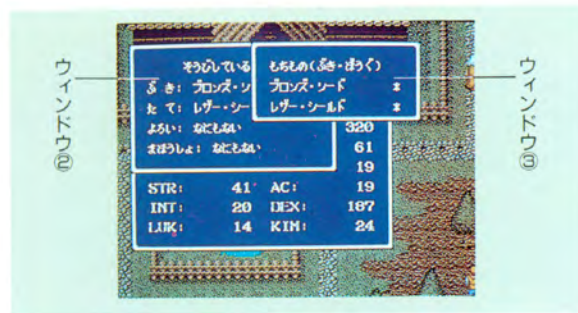 ウィンドウ②
そうびしている
ぶ き: ブロンズ・ソ
た て: レザー・シー
よろい: なにもない
まほうしょ: なにもない
もちもの(ぶき・ぼうぐ)
ブロンズ・ソード *
レザー・シールド *
ウィンドウ③
320
61
19
STR: 41 AC: 19
INT: 20 DEX: 187
LUK: 14 KIM: 24